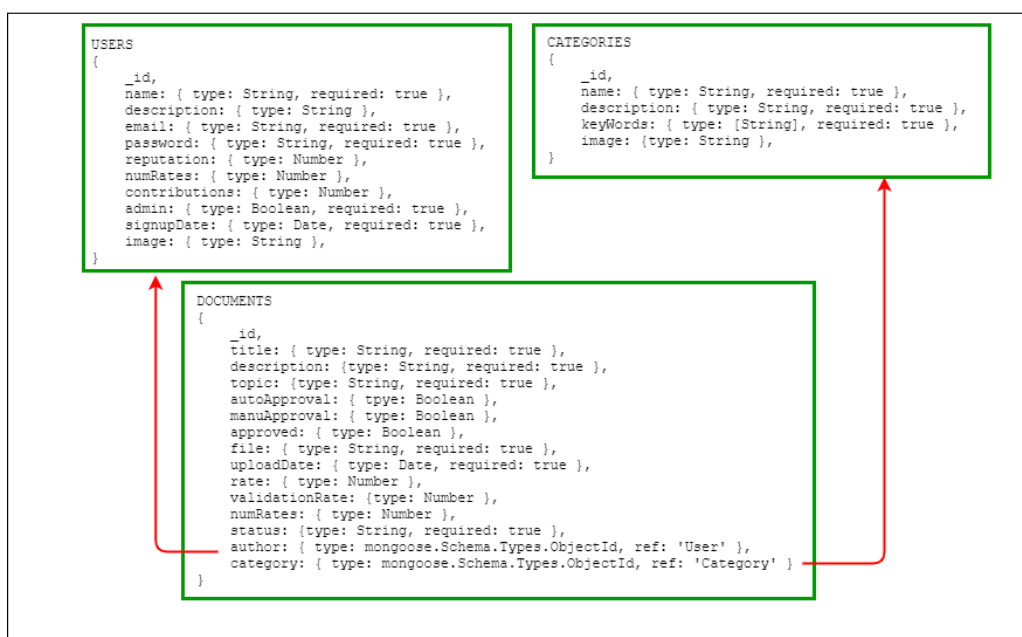 USERS
{
    _id,
    name: { type: String, required: true },
    description: { type: String },
    email: { type: String, required: true },
    password: { type: String, required: true },
    reputation: { type: Number },
    numRates: { type: Number },
    contributions: { type: Number },
    admin: { type: Boolean, required: true },
    signupDate: { type: Date, required: true },
    image: { type: String },
}
CATEGORIES
{
    _id,
    name: { type: String, required: true },
    description: { type: String, required: true },
    keyWords: { type: [String], required: true },
    image: {type: String },
}
DOCUMENTS
{
    _id,
    title: { type: String, required: true },
    description: {type: String, required: true },
    topic: {type: String, required: true },
    autoApproval: { tpye: Boolean },
    manuApproval: { type: Boolean },
    approved: { type: Boolean },
    file: { type: String, required: true },
    uploadDate: { type: Date, required: true },
    rate: { type: Number },
    validationRate: {type: Number },
    numRates: { type: Number },
    status: {type: String, required: true },
    author: { type: mongoose.Schema.Types.ObjectId, ref: 'User' },
    category: { type: mongoose.Schema.Types.ObjectId, ref: 'Category' }
}